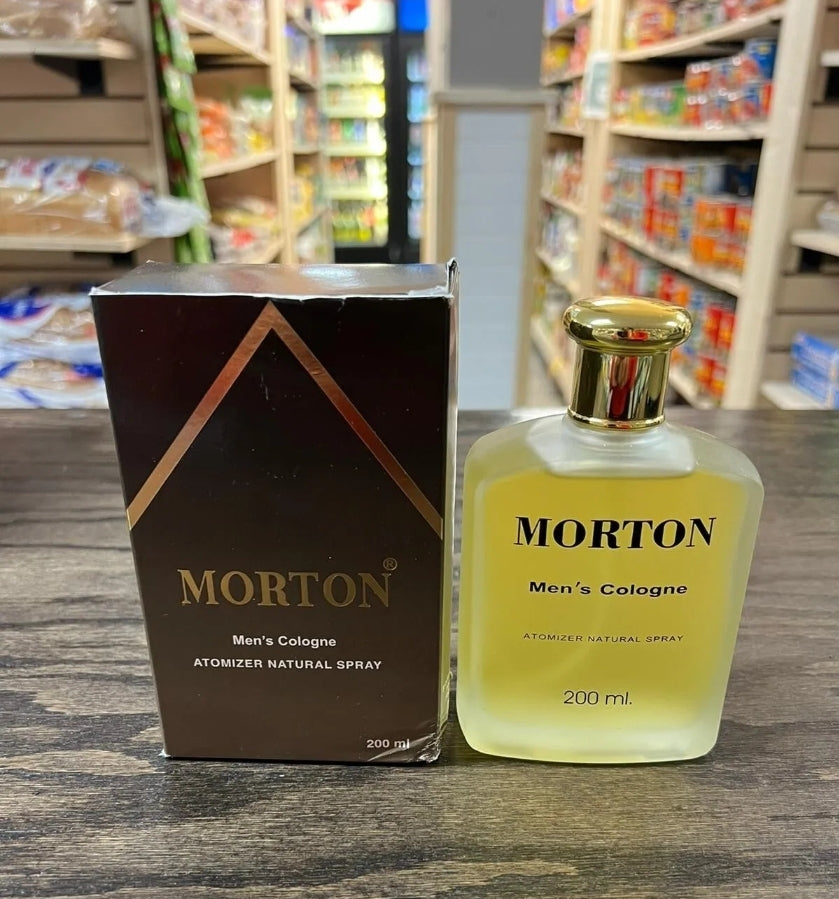 MORTON®
Men's Cologne
ATOMIZER NATURAL SPRAY
200 ml
MORTON
Men's Cologne
ATOMIZER NATURAL SPRAY
200 ml.